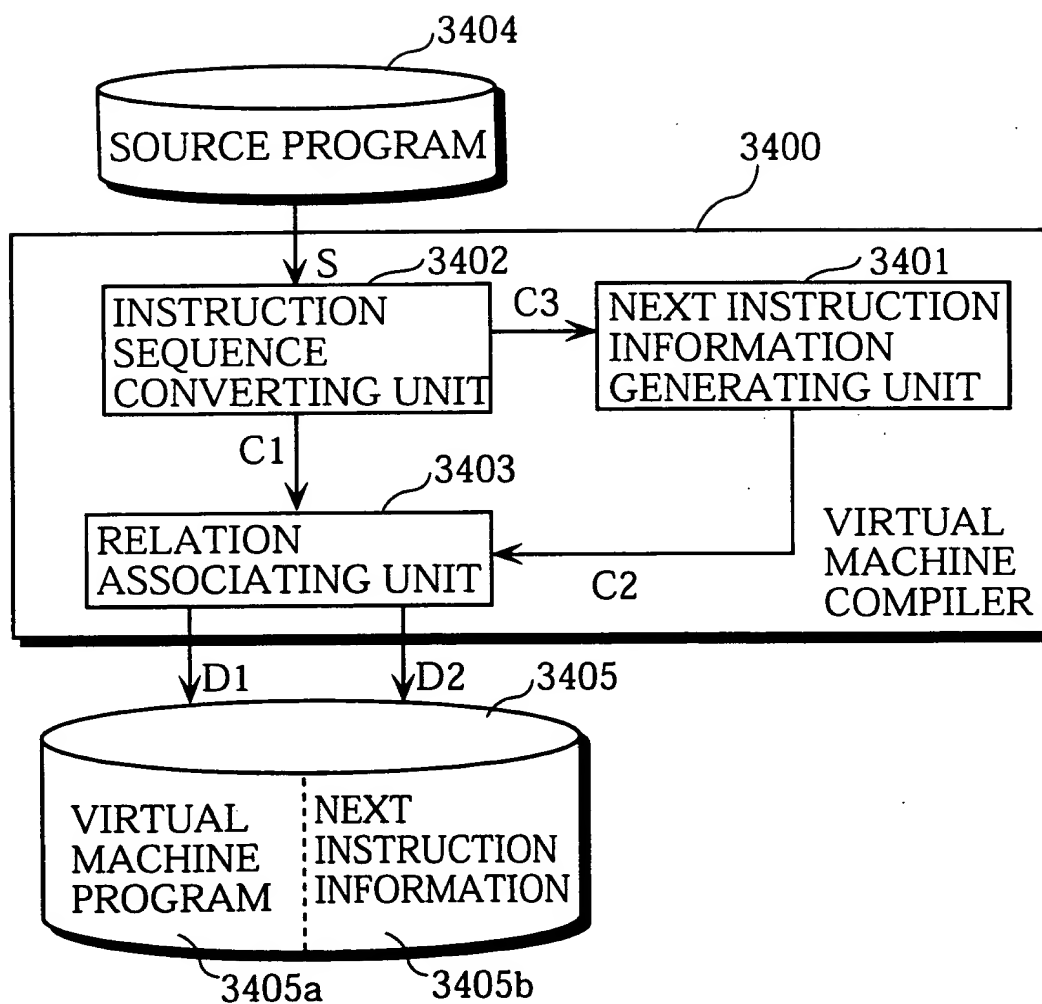 3404
SOURCE PROGRAM
3400
S
3402
3401
INSTRUCTION
SEQUENCE
CONVERTING UNIT
C3
NEXT INSTRUCTION
INFORMATION
GENERATING UNIT
C1
3403
RELATION
ASSOCIATING UNIT
C2
VIRTUAL
MACHINE
COMPILER
D1
D2
3405
VIRTUAL
MACHINE
PROGRAM
NEXT
INSTRUCTION
INFORMATION
3405a
3405b